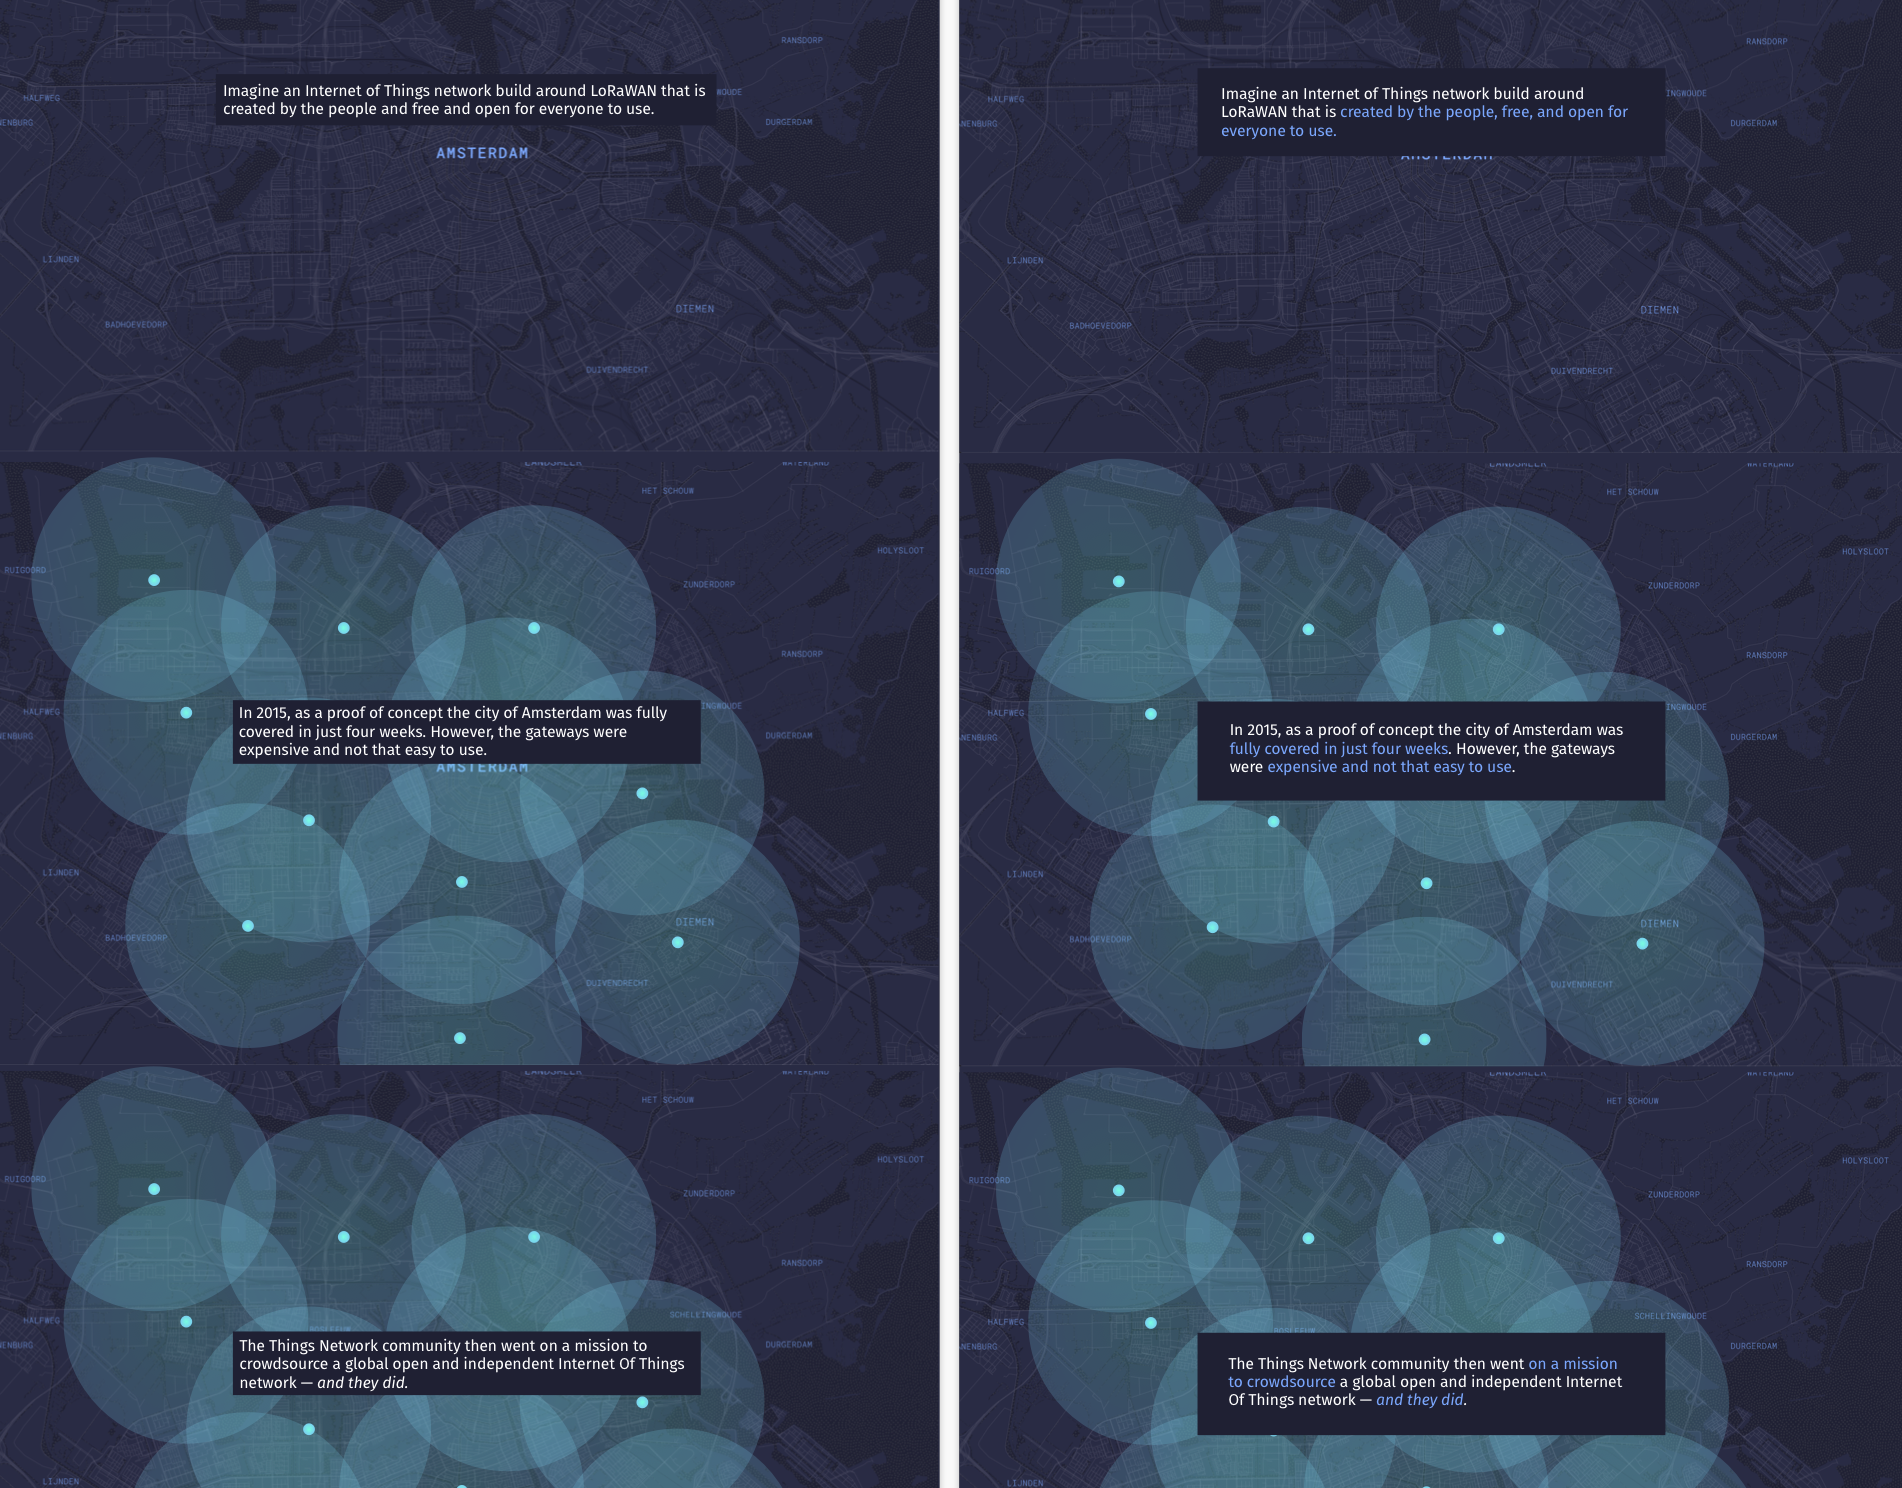 RANSDORP
Imagine an Internet of Things network build around LoRaWAN that is
created by the people and free and open for everyone to use.
HALFWEG
NENBURG
DURGERDAM
AMSTERDAM
LIJNDEN
DIEMEN
BADHOEVEDORP
DUIVENDRECHT
LANDSMEER
WATERLAND
HET SCHOUW
HOLYSLOOT
RUIGOORD
ZUNDERDORP
RANSDORP
INGWOUDE
In 2015, as a proof of concept the city of Amsterdam was fully
covered in just four weeks. However, the gateways were
expensive and not that easy to use.
HALFWEG
NENBURG
DURGERDAM
AMSTERDAM
LIJNDEN
DIEMEN
BADHOEVEDORP
DUIVENDRECHT
LANDSMEER
WATERLAND
HET SCHOUW
HOLYSLOOT
RUIGOORD
ZUNDERDORP
RANSDORP
SCHELLINGWOUDE
HALFWEG
NENBURG
DURGERDAM
The Things Network community then went on a mission to
crowdsource a global open and independent Internet Of Things
network — and they did.
LIJNDEN
RANSDORP
Imagine an Internet of Things network build around
LoRaWAN that is created by the people, free, and open for
everyone to use.
INGWOUDE
HALFWEG
NENBURG
DURGERDAM
AMSTERDAM
LIJNDEN
DIEMEN
BADHOEVEDORP
DUIVENDRECHT
LANDSMEER
WATERLAND
HET SCHOUW
HOLYSLOOT
RUIGOORD
ZUNDERDORP
RANSDORP
INGWOUDE
HALFWEG
NENBURG
DURGERDAM
In 2015, as a proof of concept the city of Amsterdam was
fully covered in just four weeks. However, the gateways
were expensive and not that easy to use.
LIJNDEN
DIEMEN
BADHOEVEDORP
DUIVENDRECHT
LANDSMEER
WATERLAND
HET SCHOUW
HOLYSLOOT
RUIGOORD
ZUNDERDORP
RANSDORP
SCHELLINGWOUDE
HALFWEG
NENBURG
DURGERDAM
The Things Network community then went on a mission
to crowdsource a global open and independent Internet
Of Things network — and they did.
LIJNDEN